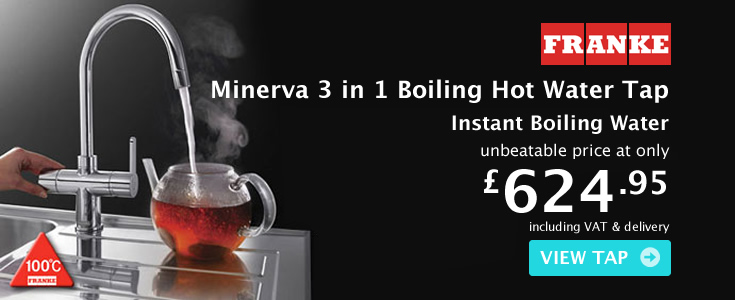 FRANKE
Minerva 3 in 1 Boiling Hot Water Tap
Instant Boiling Water
unbeatable price at only
£624.95
including VAT & delivery
VIEW TAP
100°C
FRANKE